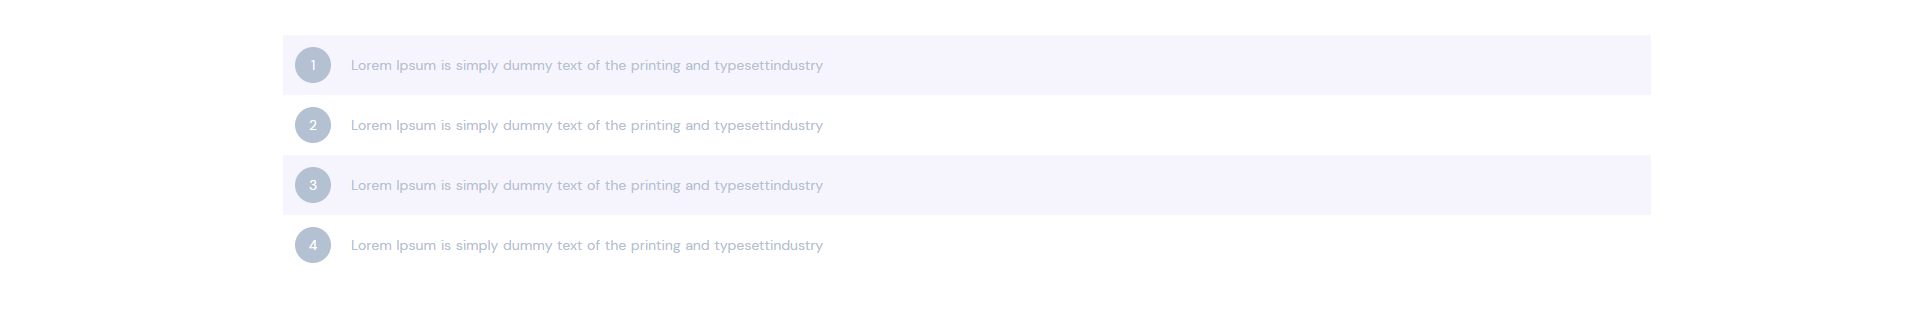 1 Lorem Ipsum is simply dummy text of the printing and typesettindustry
2 Lorem Ipsum is simply dummy text of the printing and typesettindustry
3 Lorem Ipsum is simply dummy text of the printing and typesettindustry
4 Lorem Ipsum is simply dummy text of the printing and typesettindustry